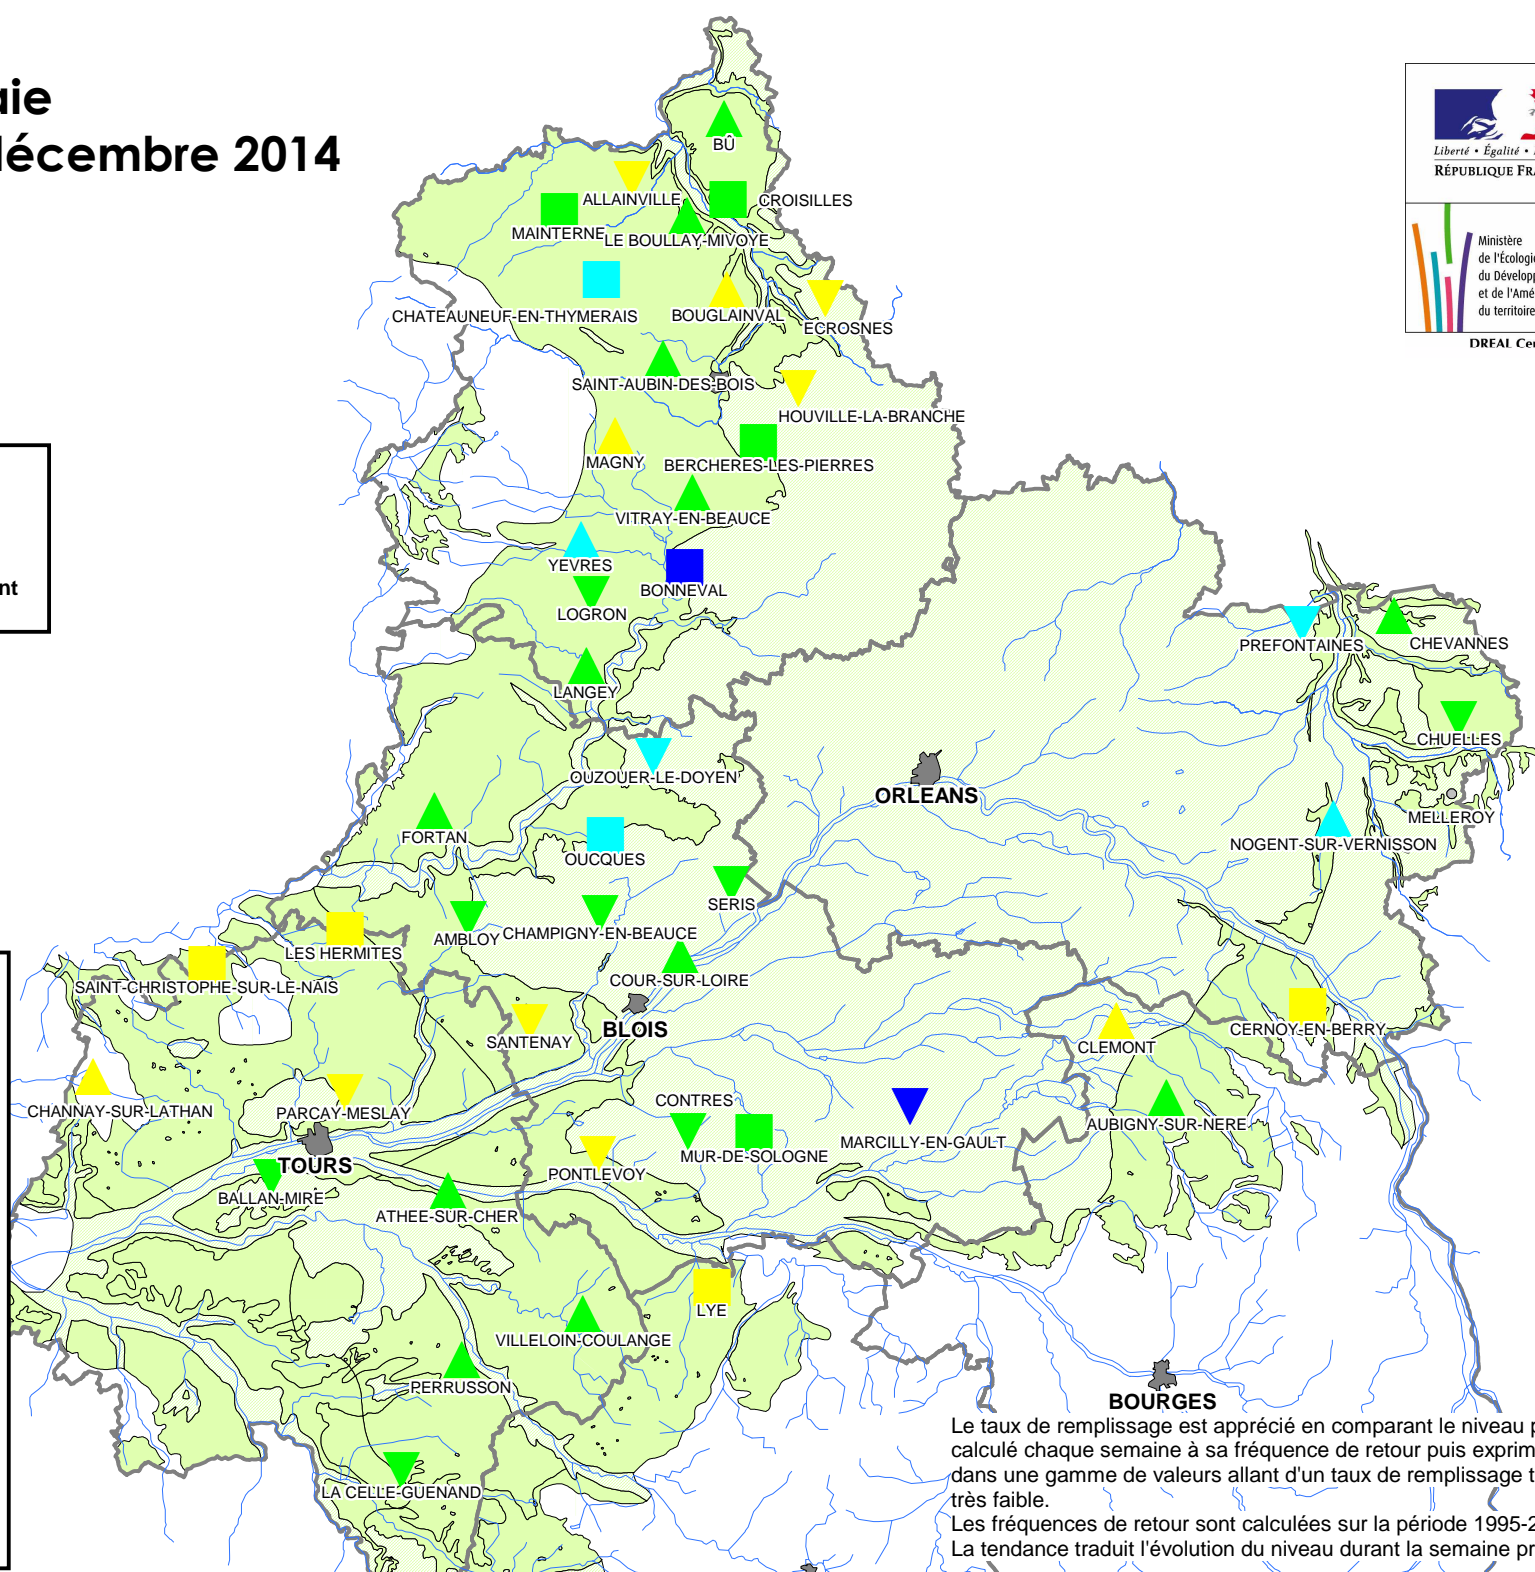 aie
décembre 2014
Liberté • Égalité •
RÉPUBLIQUE FRA
Ministère
de l'Écologie
du Dévelop
et de l'Amé
du territoire
DREAL Cen
nt
BÛ
ALLAINVILLE
CROISILLES
MAINTERNE
LE BOULLAY-MIVOYE
CHATEAUNEUF-EN-THYMERAIS
BOUGLAINVAL
ECROSNES
SAINT-AUBIN-DES-BOIS
HOUVILLE-LA-BRANCHE
MAGNY
BERCHERES-LES-PIERRES
VITRAY-EN-BEAUCE
YEVRES
BONNEVAL
LOGRON
PREFONTAINES
CHEVANNES
LANGEY
CHUELLES
OUZOUER-LE-DOYEN
ORLEANS
MELLEROY
FORTAN
NOGENT-SUR-VERNISSON
OUCQUES
SERIS
AMBLOY
CHAMPIGNY-EN-BEAUCE
LES HERMITES
COUR-SUR-LOIRE
SAINT-CHRISTOPHE-SUR-LE-NAIS
BLOIS
CERNOY-EN-BERRY
SANTENAY
CLEMONT
CONTRES
CHANNAY-SUR-LATHAN
PARCAY-MESLAY
AUBIGNY-SUR-NERE
MARCILLY-EN-GAULT
MUR-DE-SOLOGNE
TOURS
PONTLEVOY
BALLAN-MIRE
ATHEE-SUR-CHER
LYE
VILLELOIN-COULANGE
PERRUSSON
BOURGES
LA CELLE-GUENAND
Le taux de remplissage est apprécié en comparant le niveau p
calculé chaque semaine à sa fréquence de retour puis exprim
dans une gamme de valeurs allant d'un taux de remplissage t
très faible.
Les fréquences de retour sont calculées sur la période 1995-2
La tendance traduit l'évolution du niveau durant la semaine pr